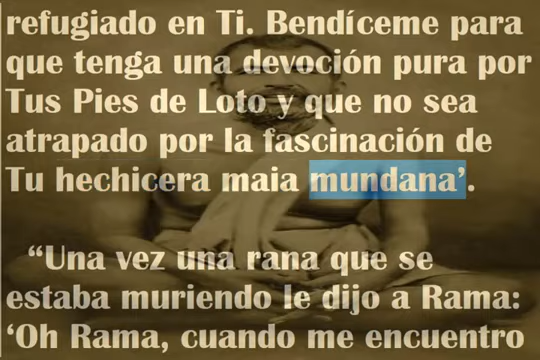 refugiado en Ti. Bendíceme para
que tenga una devoción pura por
Tus Pies de Loto y que no sea
atrapado por la fascinación de
Tu hechicera maia mundana’.
“Una vez una rana que se
estaba muriendo le dijo a Rama:
‘Oh Rama, cuando me encuentro